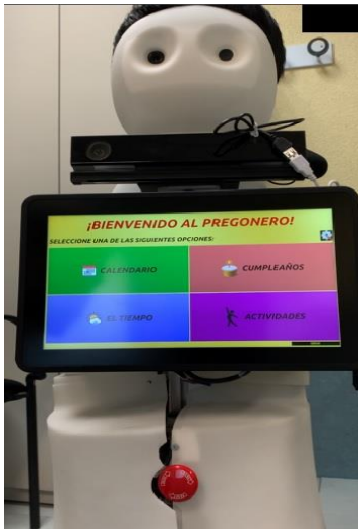 ¡BIENVENIDO AL PREGONERO!
SELECCIONE UNA DE LAS SIGUIENTES OPCIONES:
CALENDARIO
CUMPLEAÑOS
EL TIEMPO
ACTIVIDADES